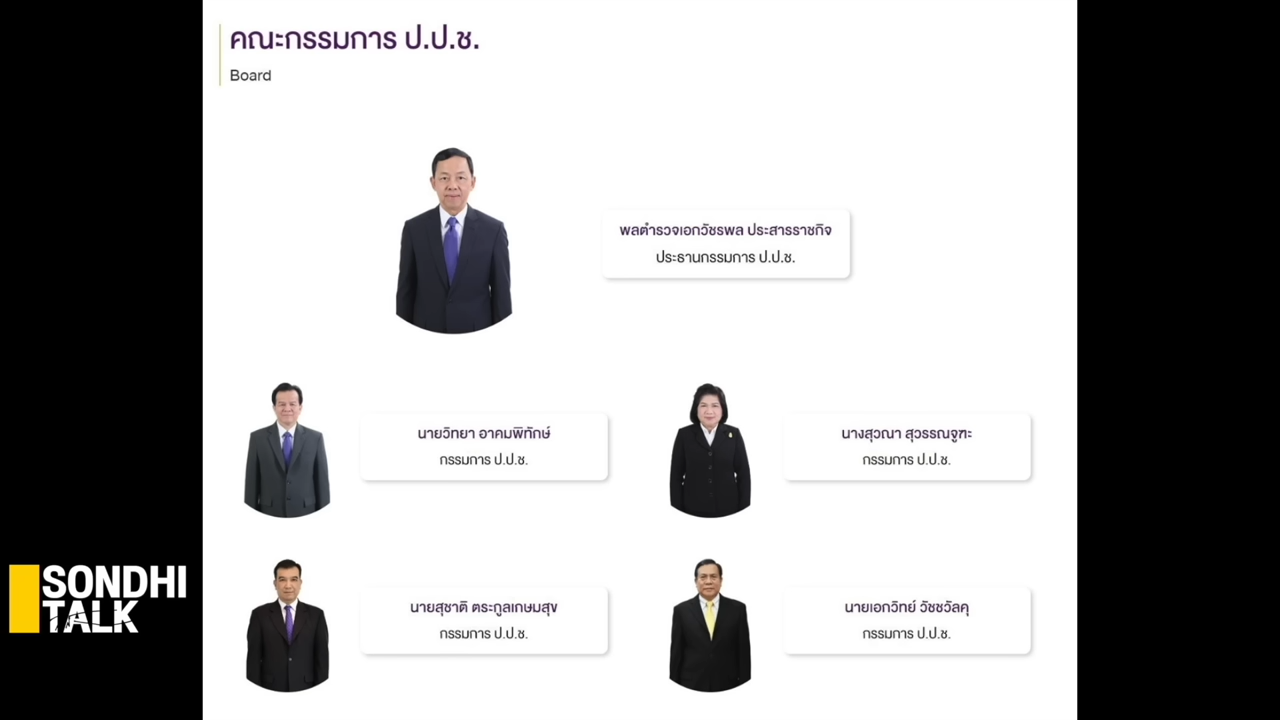 คณะกรรมการ ป.ป.ช.
Board
พลตำรวจเอกวัชรพล ประสารราชกิจ
ประธานกรรมการ ป.ป.ช.
นายวิทยา อาคมพิทักษ์
กรรมการ ป.ป.ช.
นางสุวณา สุวรรณจูฑะ
กรรมการ ป.ป.ช.
นายสุชาติ ตระกูลเกษมสุข
กรรมการ ป.ป.ช.
นายเอกวิทย์ วัชชวัลคุ
กรรมการ ป.ป.ช.
SONDHI
TALK